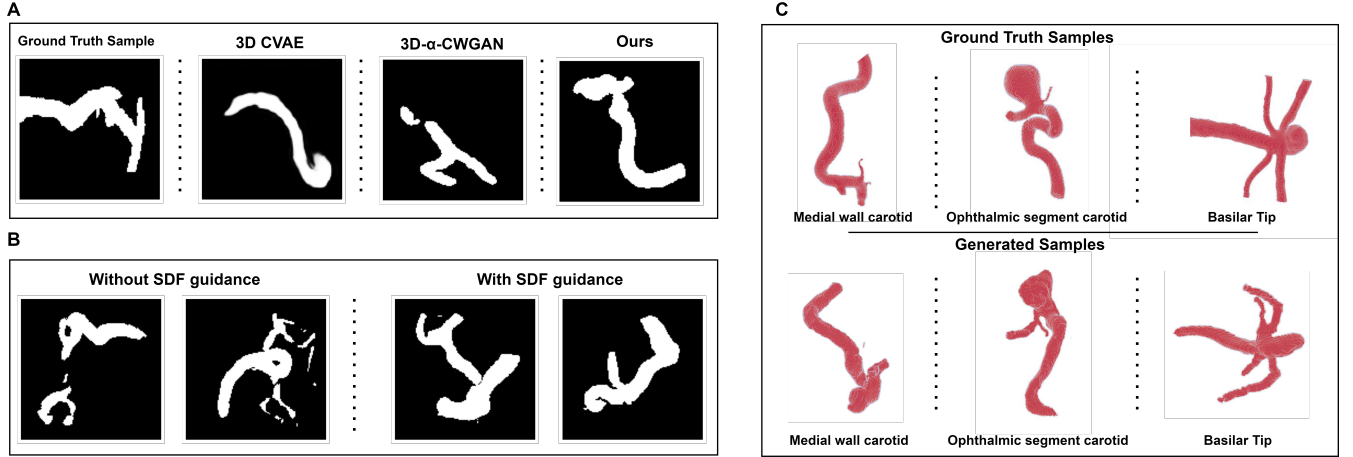 A
Ground Truth Sample
3D CVAE
3D-α-CWGAN
Ours
B
Without SDF guidance
With SDF guidance
C
Ground Truth Samples
Medial wall carotid
Ophthalmic segment carotid
Basilar Tip
Generated Samples
Medial wall carotid
Ophthalmic segment carotid
Basilar Tip